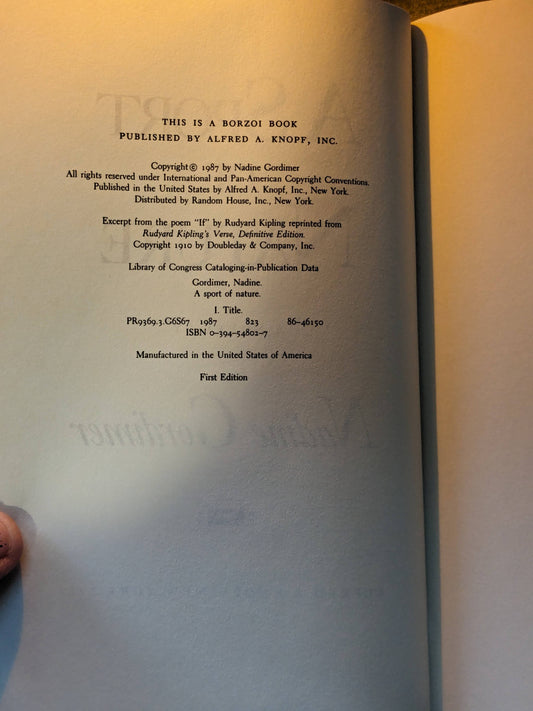 THIS IS A BORZOI BOOK
PUBLISHED BY ALFRED A. KNOPF, INC.
Copyright © 1987 by Nadine Gordimer
All rights reserved under International and Pan-American Copyright Conventions.
Published in the United States by Alfred A. Knopf, Inc., New York.
Distributed by Random House, Inc., New York.
Excerpt from the poem "If" by Rudyard Kipling reprinted from
Rudyard Kipling's Verse, Definitive Edition.
Copyright 1910 by Doubleday & Company, Inc.
Library of Congress Cataloging-in-Publication Data
Gordimer, Nadine.
A sport of nature.
I. Title.
PR9369.3.G6S67 1987 823 86-46150
ISBN 0-394-54802-7
Manufactured in the United States of America
First Edition
Nadine Gordimer